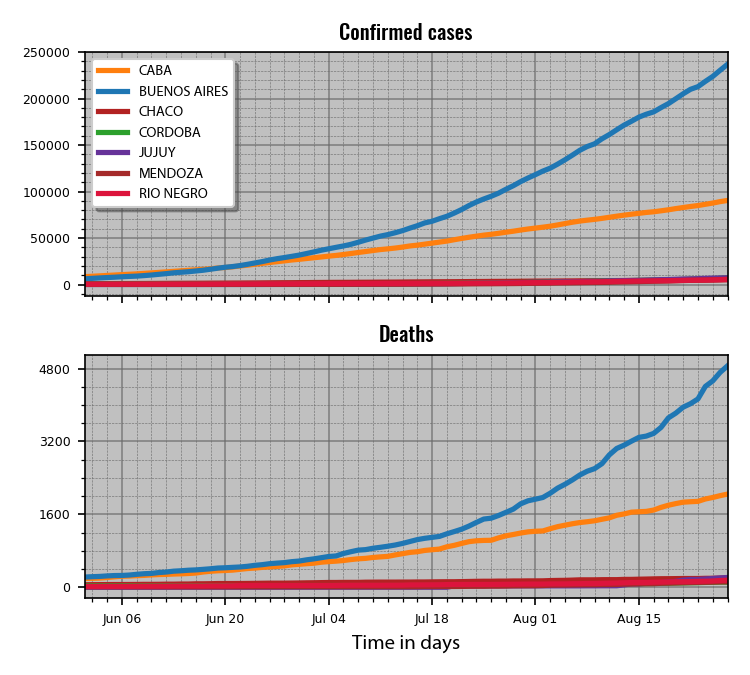 Confirmed cases
250000
200000
150000
100000
50000
0
CABA
BUENOS AIRES
CHACO
CORDOBA
JUJUY
MENDOZA
RIO NEGRO
Deaths
4800
3200
1600
0
Jun 06 Jun 20 Jul 04 Jul 18 Aug 01 Aug 15
Time in days